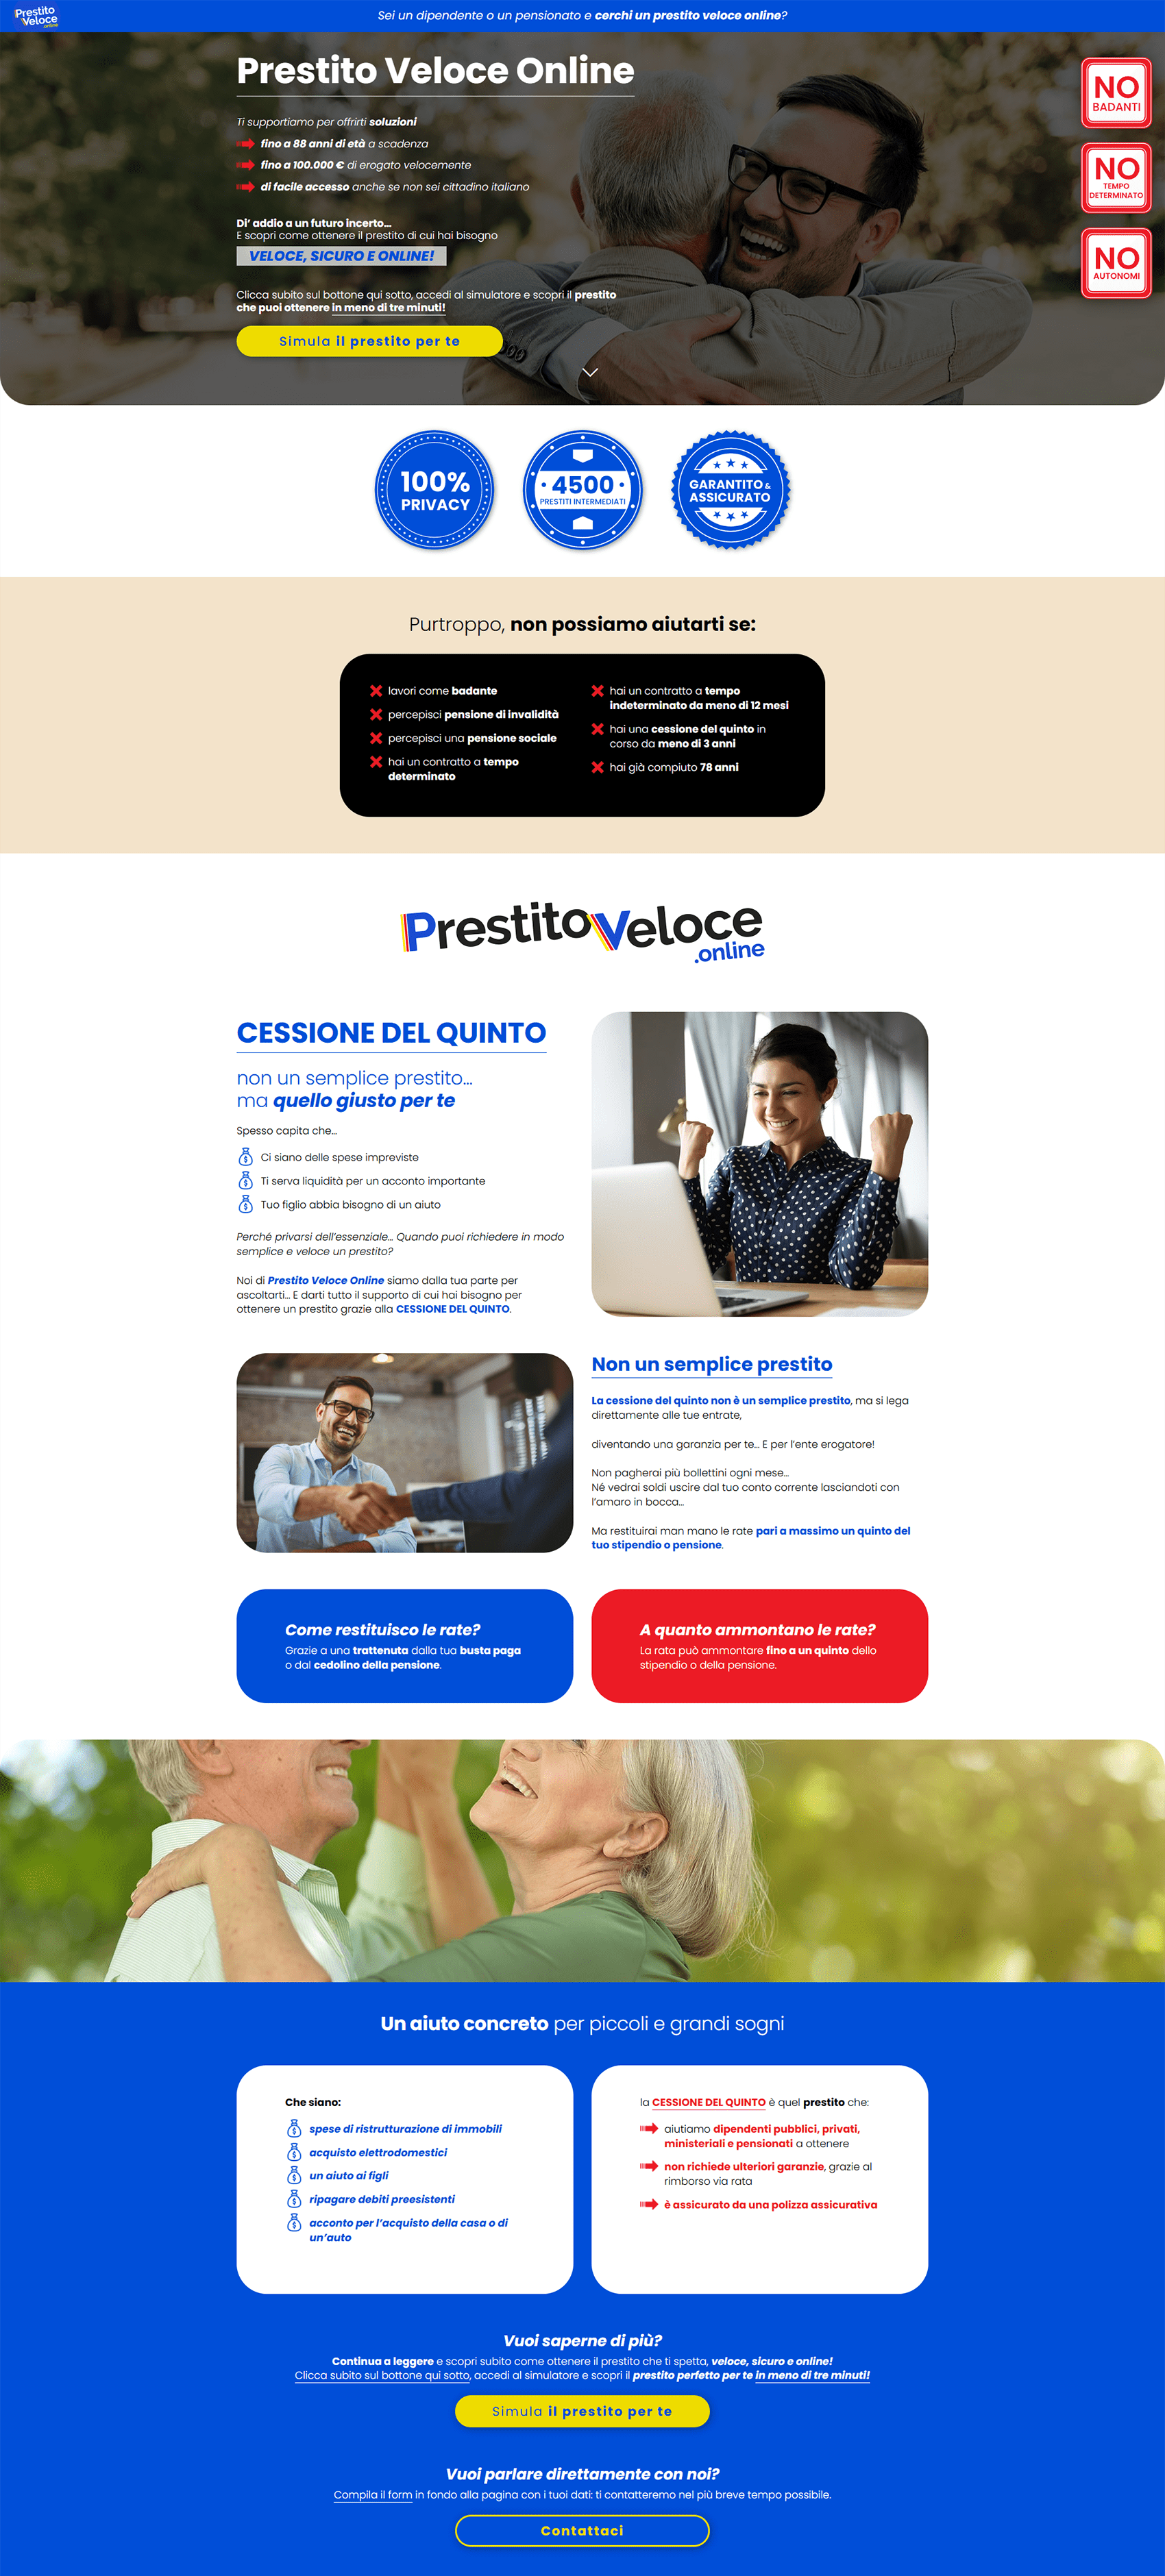 Prestito
Veloce
.online
Sei un dipendente o un pensionato e cerchi un prestito veloce online?
Prestito Veloce Online
Ti supportiamo per offrirti soluzioni
fino a 88 anni di età a scadenza
fino a 100.000 € di erogato velocemente
di facile accesso anche se non sei cittadino italiano
Di’ addio a un futuro incerto...
E scopri come ottenere il prestito di cui hai bisogno
VELOCE, SICURO E ONLINE!
Clicca subito sul bottone qui sotto, accedi al simulatore e scopri il prestito
che puoi ottenere in meno di tre minuti!
Simula il prestito per te
NO
BADANTI
NO
TEMPO
DETERMINATO
NO
AUTONOMI
100%
PRIVACY
• 4500 •
PRESTITI INTERMEDIATI
GARANTITO &
ASSICURATO
Purtroppo, non possiamo aiutarti se:
lavori come badante
percepisci pensione di invalidità
percepisci una pensione sociale
hai un contratto a tempo
determinato
hai un contratto a tempo
indeterminato da meno di 12 mesi
hai una cessione del quinto in
corso da meno di 3 anni
hai già compiuto 78 anni
PrestitoVeloce
.online
CESSIONE DEL QUINTO
non un semplice prestito...
ma quello giusto per te
Spesso capita che...
Ci siano delle spese impreviste
Ti serva liquidità per un acconto importante
Tuo figlio abbia bisogno di un aiuto
Perché privarsi dell’essenziale... Quando puoi richiedere in modo
semplice e veloce un prestito?
Noi di Prestito Veloce Online siamo dalla tua parte per
ascoltarti... E darti tutto il supporto di cui hai bisogno per
ottenere un prestito grazie alla CESSIONE DEL QUINTO.
Non un semplice prestito
La cessione del quinto non è un semplice prestito, ma si lega
direttamente alle tue entrate,
diventando una garanzia per te... E per l’ente erogatore!
Non pagherai più bollettini ogni mese...
Né vedrai soldi uscire dal tuo conto corrente lasciandoti con
l’amaro in bocca...
Ma restituirai man mano le rate pari a massimo un quinto del
tuo stipendio o pensione.
Come restituisco le rate?
Grazie a una trattenuta dalla tua busta paga
o dal cedolino della pensione.
A quanto ammontano le rate?
La rata può ammontare fino a un quinto dello
stipendio o della pensione.
Un aiuto concreto per piccoli e grandi sogni
Che siano:
spese di ristrutturazione di immobili
acquisto elettrodomestici
un aiuto ai figli
ripagare debiti preesistenti
acconto per l’acquisto della casa o di
un’auto
la CESSIONE DEL QUINTO è quel prestito che:
aiutiamo dipendenti pubblici, privati,
ministeriali e pensionati a ottenere
non richiede ulteriori garanzie, grazie al
rimborso via rata
è assicurato da una polizza assicurativa
Vuoi saperne di più?
Continua a leggere e scopri subito come ottenere il prestito che ti spetta, veloce, sicuro e online!
Clicca subito sul bottone qui sotto, accedi al simulatore e scopri il prestito perfetto per te in meno di tre minuti!
Simula il prestito per te
Vuoi parlare direttamente con noi?
Compila il form in fondo alla pagina con i tuoi dati: ti contatteremo nel più breve tempo possibile.
Contattaci